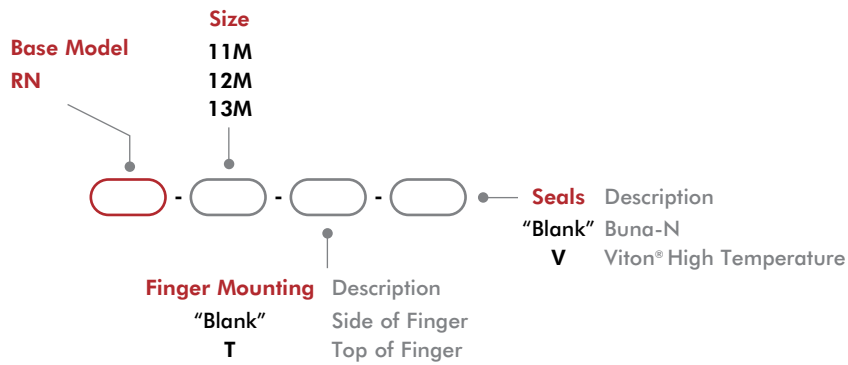 Size
Base Model
11M
RN
12M
13M
- - -
Seals Description
“Blank” Buna-N
V Viton® High Temperature
Finger Mounting Description
“Blank” Side of Finger
T Top of Finger